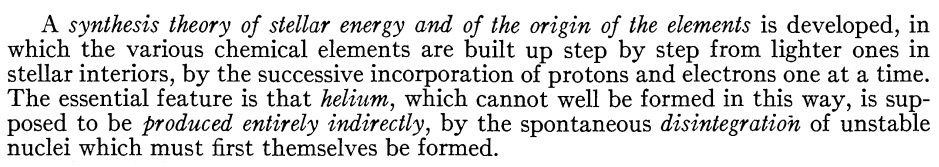 A synthesis theory of stellar energy and of the origin of the elements is developed, in
which the various chemical elements are built up step by step from lighter ones in
stellar interiors, by the successive incorporation of protons and electrons one at a time.
The essential feature is that helium, which cannot well be formed in this way, is sup-
posed to be produced entirely indirectly, by the spontaneous disintegration of unstable
nuclei which must first themselves be formed.